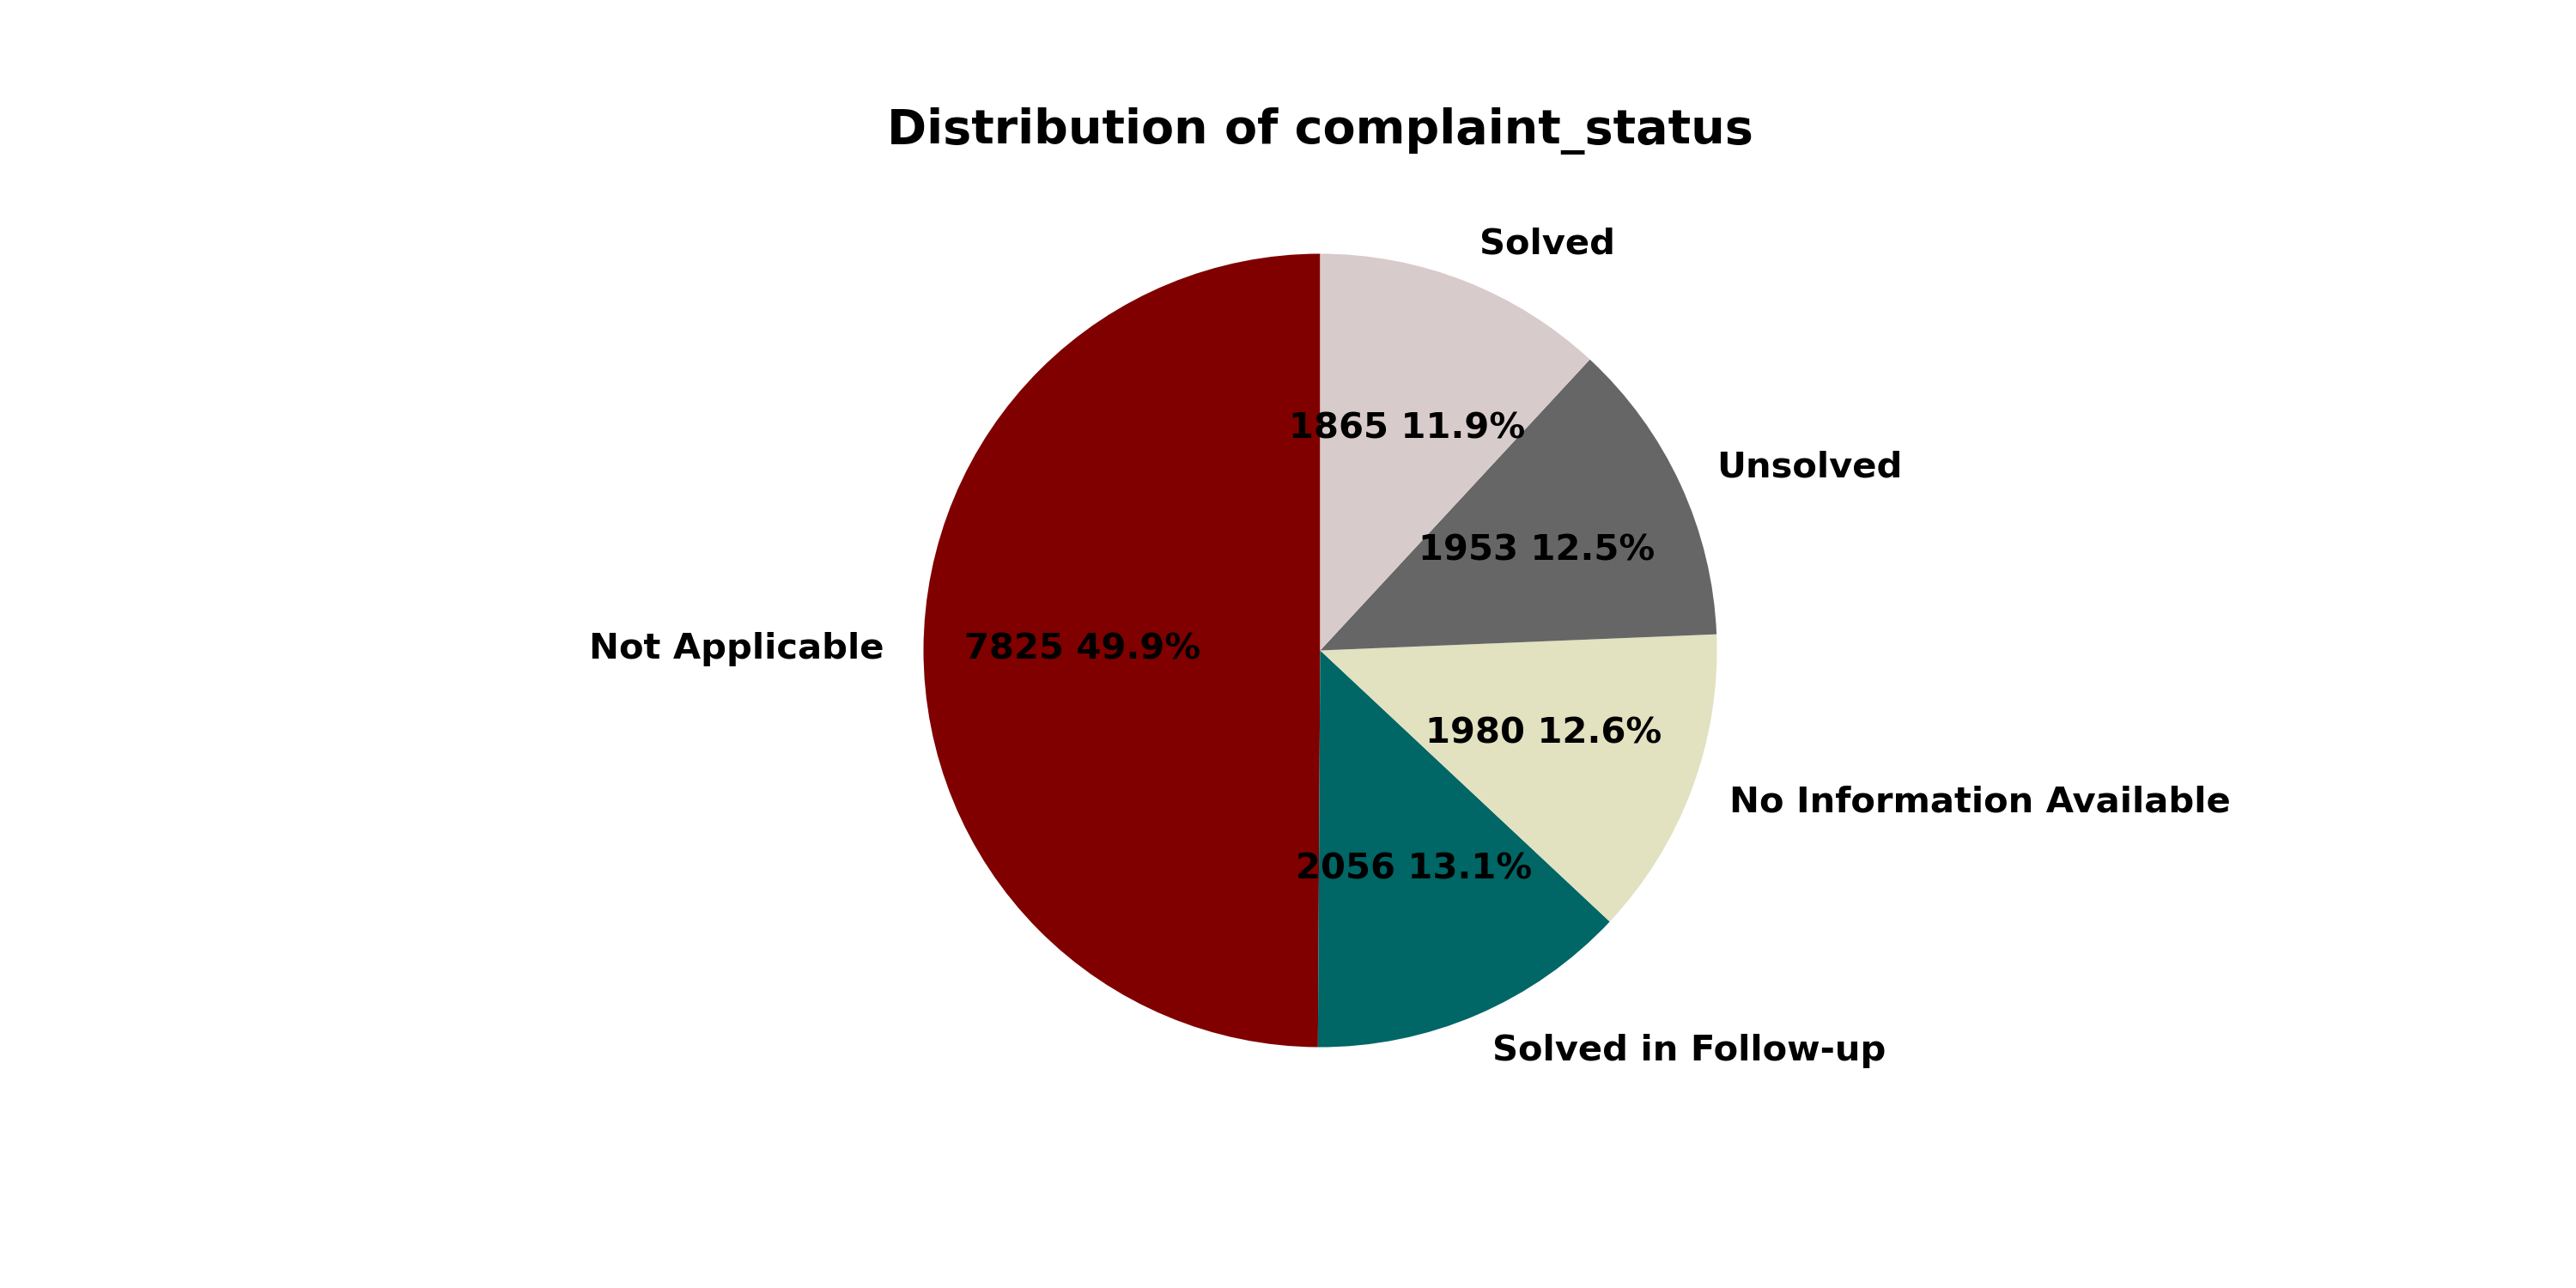 Distribution of complaint_status
Solved
1865 11.9%
Unsolved
1953 12.5%
Not Applicable
7825 49.9%
1980 12.6%
No Information Available
2056 13.1%
Solved in Follow-up